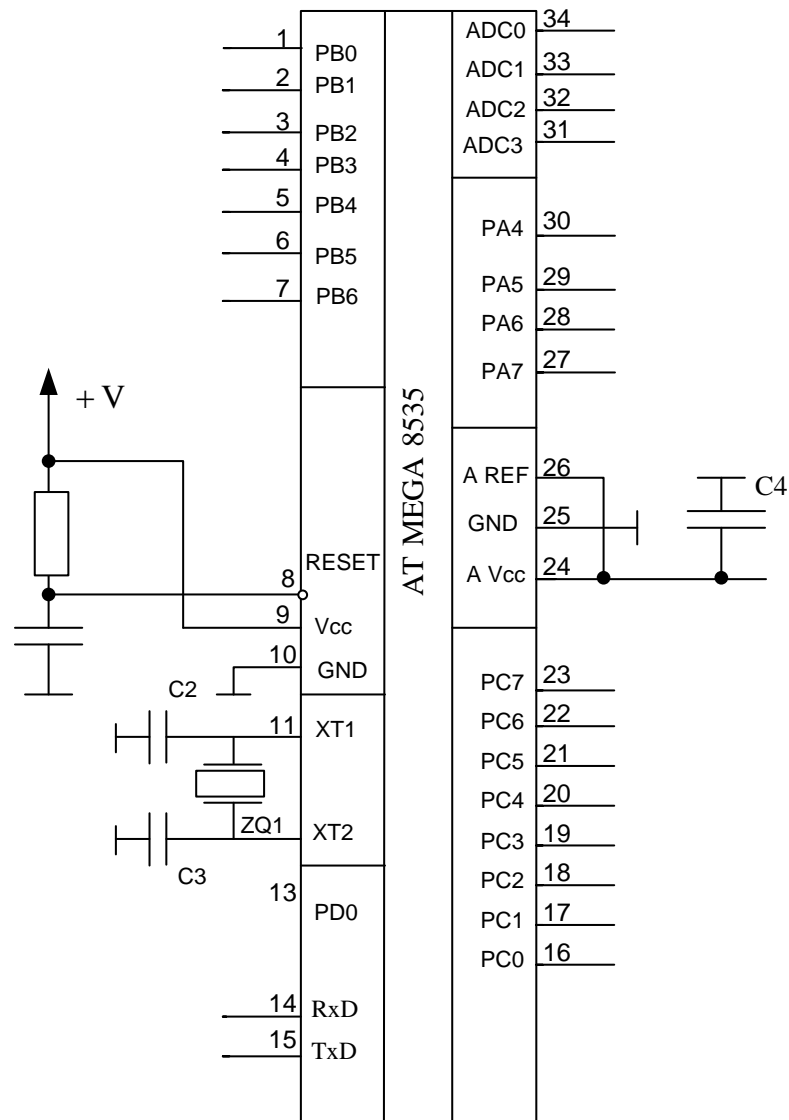 1 PB0
2 PB1
3 PB2
4 PB3
5 PB4
6 PB5
7 PB6
+ V
8 RESET
9 Vcc
10 GND
C2
11 XT1
ZQ1 XT2
C3
13 PD0
14 RxD
15 TxD
AT MEGA 8535
ADC0 34
ADC1 33
ADC2 32
ADC3 31
PA4 30
PA5 29
PA6 28
PA7 27
A REF 26
C4
GND 25
A Vcc 24
PC7 23
PC6 22
PC5 21
PC4 20
PC3 19
PC2 18
PC1 17
PC0 16